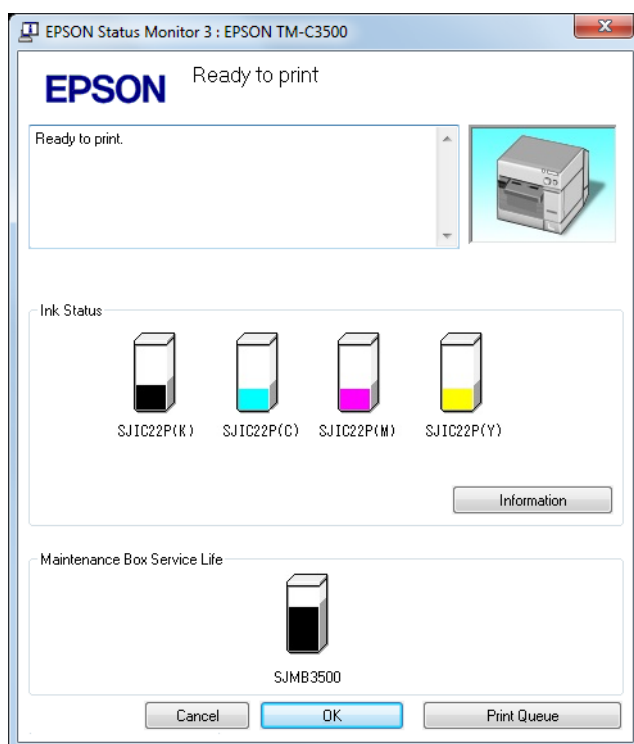 EPSON Status Monitor 3 : EPSON TM-C3500
EPSON
Ready to print
Ready to print.
Ink Status
SJIC22P(K)
SJIC22P(C)
SJIC22P(M)
SJIC22P(Y)
Information
Maintenance Box Service Life
SJMB3500
Cancel
OK
Print Queue